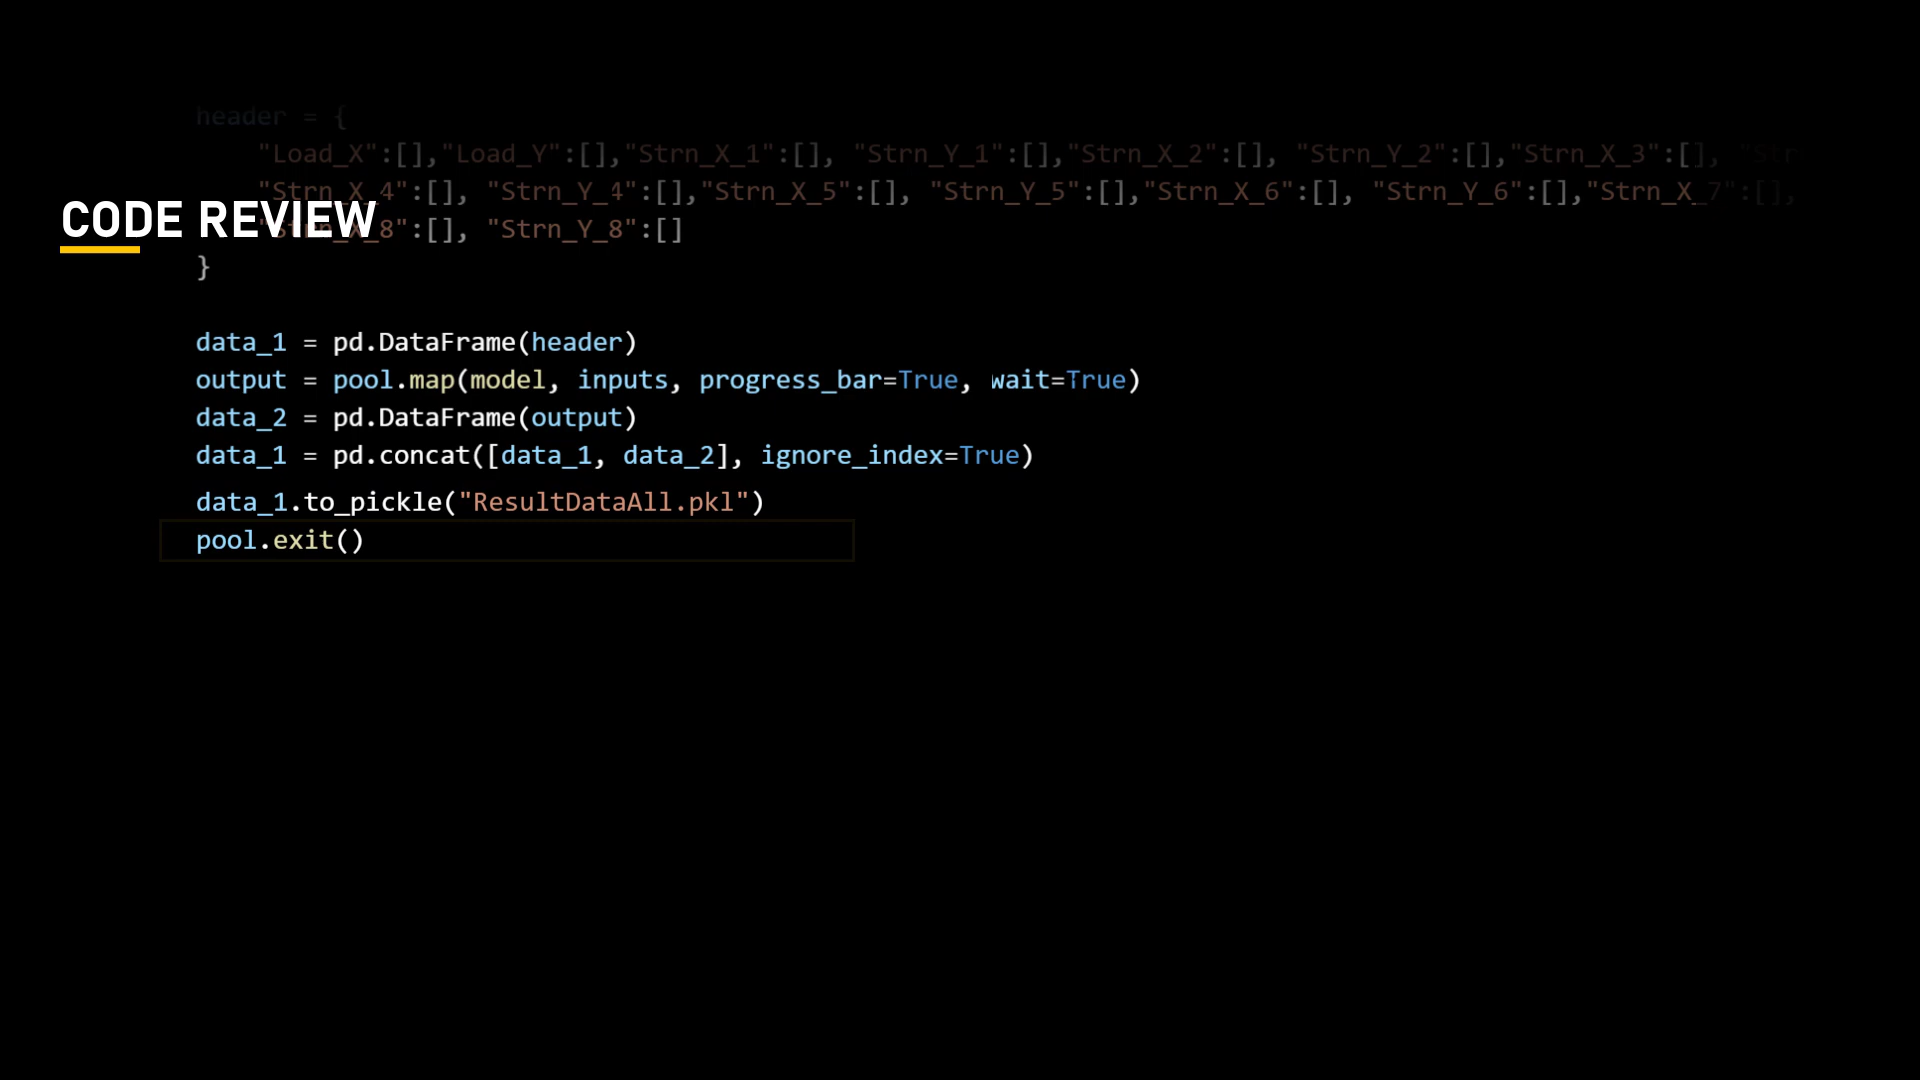 header = {
"Load_X":[],"Load_Y":[],"Strn_X_1":[], "Strn_Y_1":[],"Strn_X_2":[], "Strn_Y_2":[],"Strn_X_3":[], "Str
"Strn_X_4":[], "Strn_Y_4":[],"Strn_X_5":[], "Strn_Y_5":[],"Strn_X_6":[], "Strn_Y_6":[],"Strn_X_7":[],
CODE REVIEW
"Strn_X_8":[], "Strn_Y_8":[]
}
data_1 = pd.DataFrame(header)
output = pool.map(model, inputs, progress_bar=True, wait=True)
data_2 = pd.DataFrame(output)
data_1 = pd.concat([data_1, data_2], ignore_index=True)
data_1.to_pickle("ResultDataAll.pkl")
pool.exit()